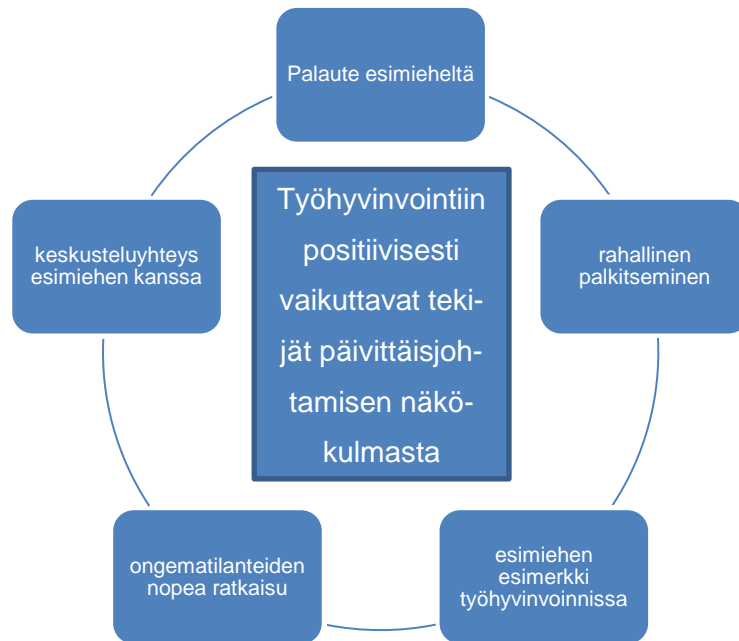 Palaute esimieheltä
Työhyvinvointiin
positiivisesti
vaikuttavat teki-
jät päivittäisjoh-
tamisen näkö-
kulmasta
keskusteluyhteys
esimiehen kanssa
rahallinen
palkitseminen
ongematilanteiden
nopea ratkaisu
esimiehen
esimerkki
työhyvinvoinnissa